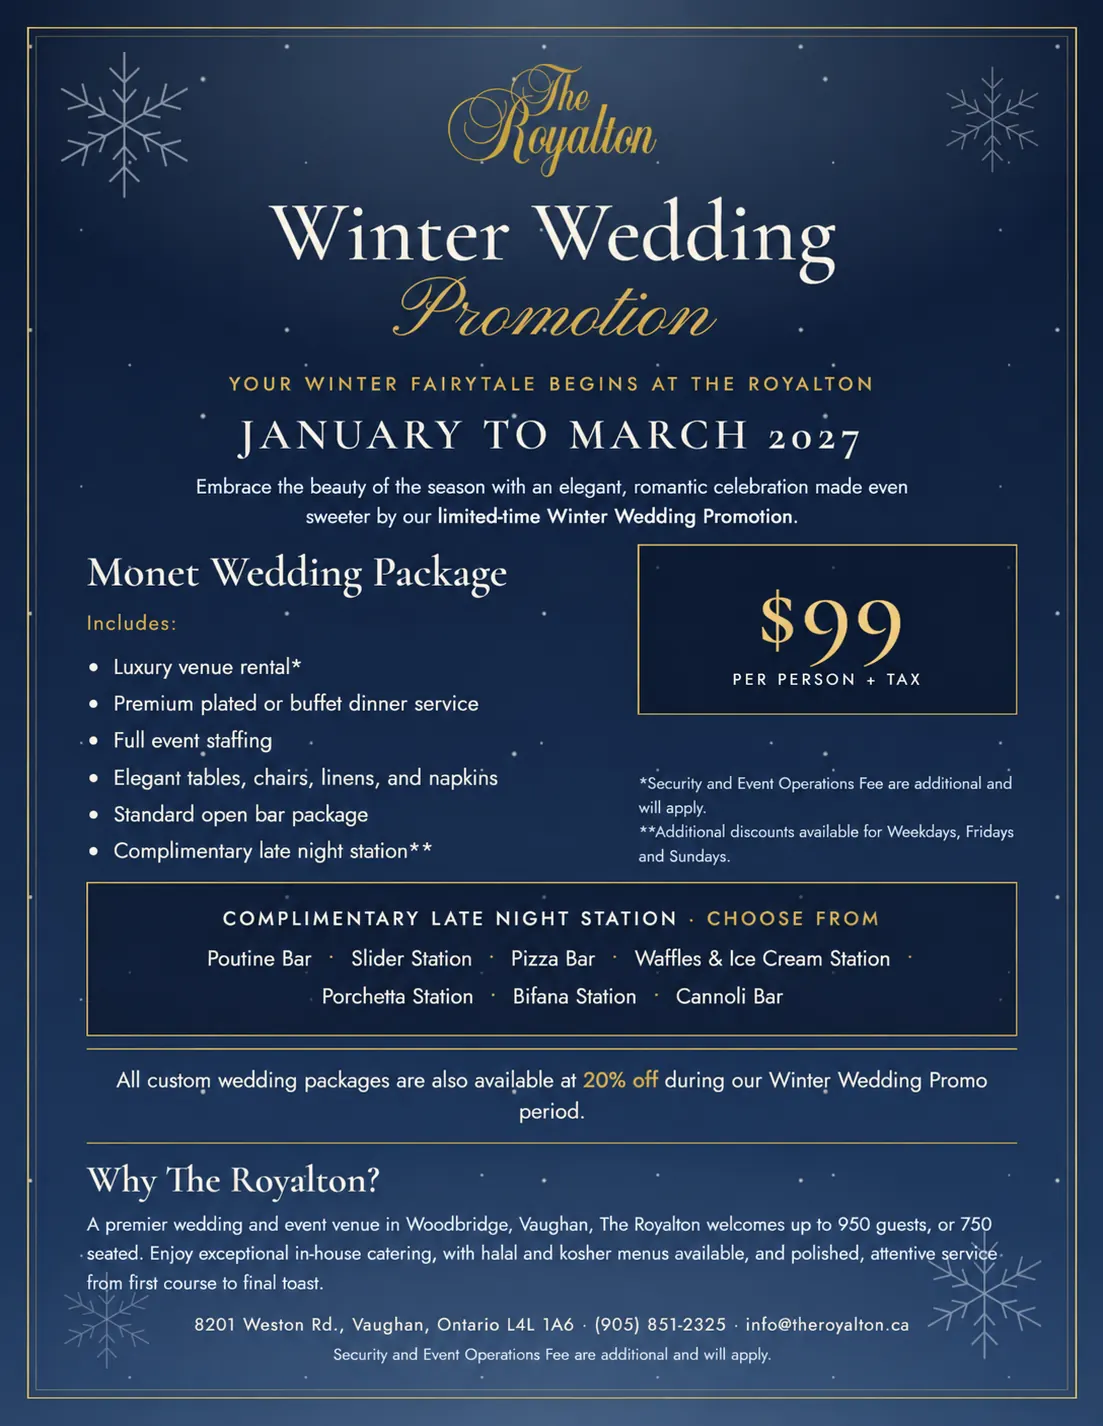 The
Royalton
Winter Wedding
Promotion
YOUR WINTER FAIRYTALE BEGINS AT THE ROYALTON
JANUARY TO MARCH 2027
Embrace the beauty of the season with an elegant, romantic celebration made even
sweeter by our limited-time Winter Wedding Promotion.
Monet Wedding Package
Includes:
• Luxury venue rental*
• Premium plated or buffet dinner service
• Full event staffing
• Elegant tables, chairs, linens, and napkins
• Standard open bar package
• Complimentary late night station**
$99
PER PERSON + TAX
*Security and Event Operations Fee are additional and
will apply.
**Additional discounts available for Weekdays, Fridays
and Sundays.
COMPLIMENTARY LATE NIGHT STATION · CHOOSE FROM
Poutine Bar · Slider Station · Pizza Bar · Waffles & Ice Cream Station ·
Porchetta Station · Bifana Station · Cannoli Bar
All custom wedding packages are also available at 20% off during our Winter Wedding Promo
period.
Why The Royalton?
A premier wedding and event venue in Woodbridge, Vaughan, The Royalton welcomes up to 950 guests, or 750
seated. Enjoy exceptional in-house catering, with halal and kosher menus available, and polished, attentive service
from first course to final toast.
8201 Weston Rd., Vaughan, Ontario L4L 1A6 · (905) 851-2325 · info@theroyalton.ca
Security and Event Operations Fee are additional and will apply.